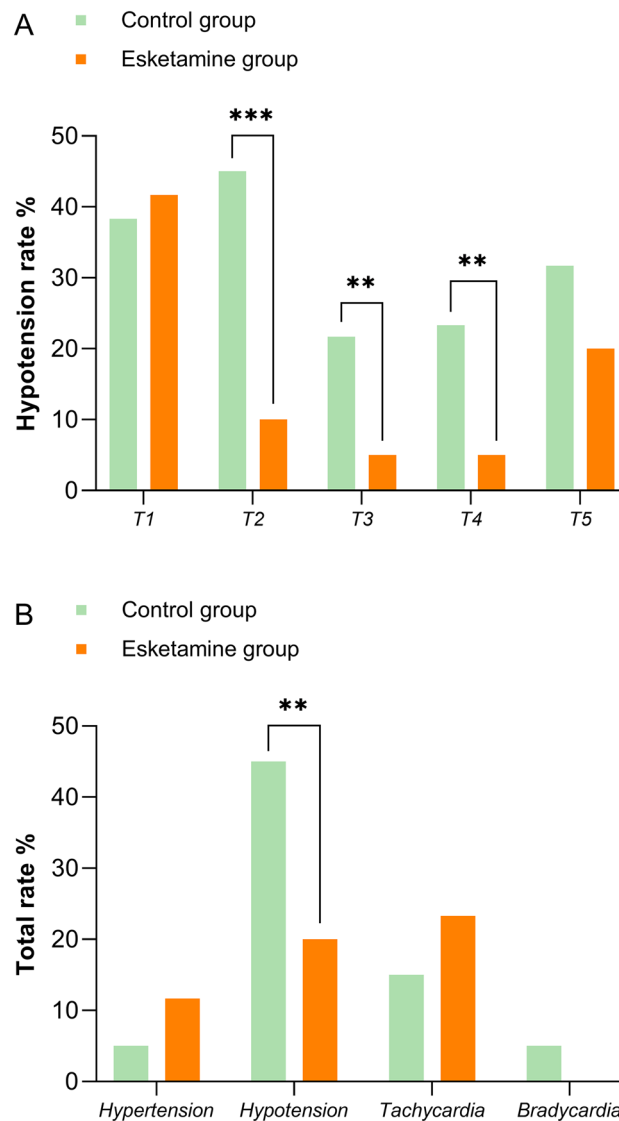 A
Control group
Esketamine group
Hypotension rate %
50
40
30
20
10
0
***
**
**
T1 T2 T3 T4 T5
B
Control group
Esketamine group
Total rate %
50
40
30
20
10
0
**
Hypertension Hypotension Tachycardia Bradycardia